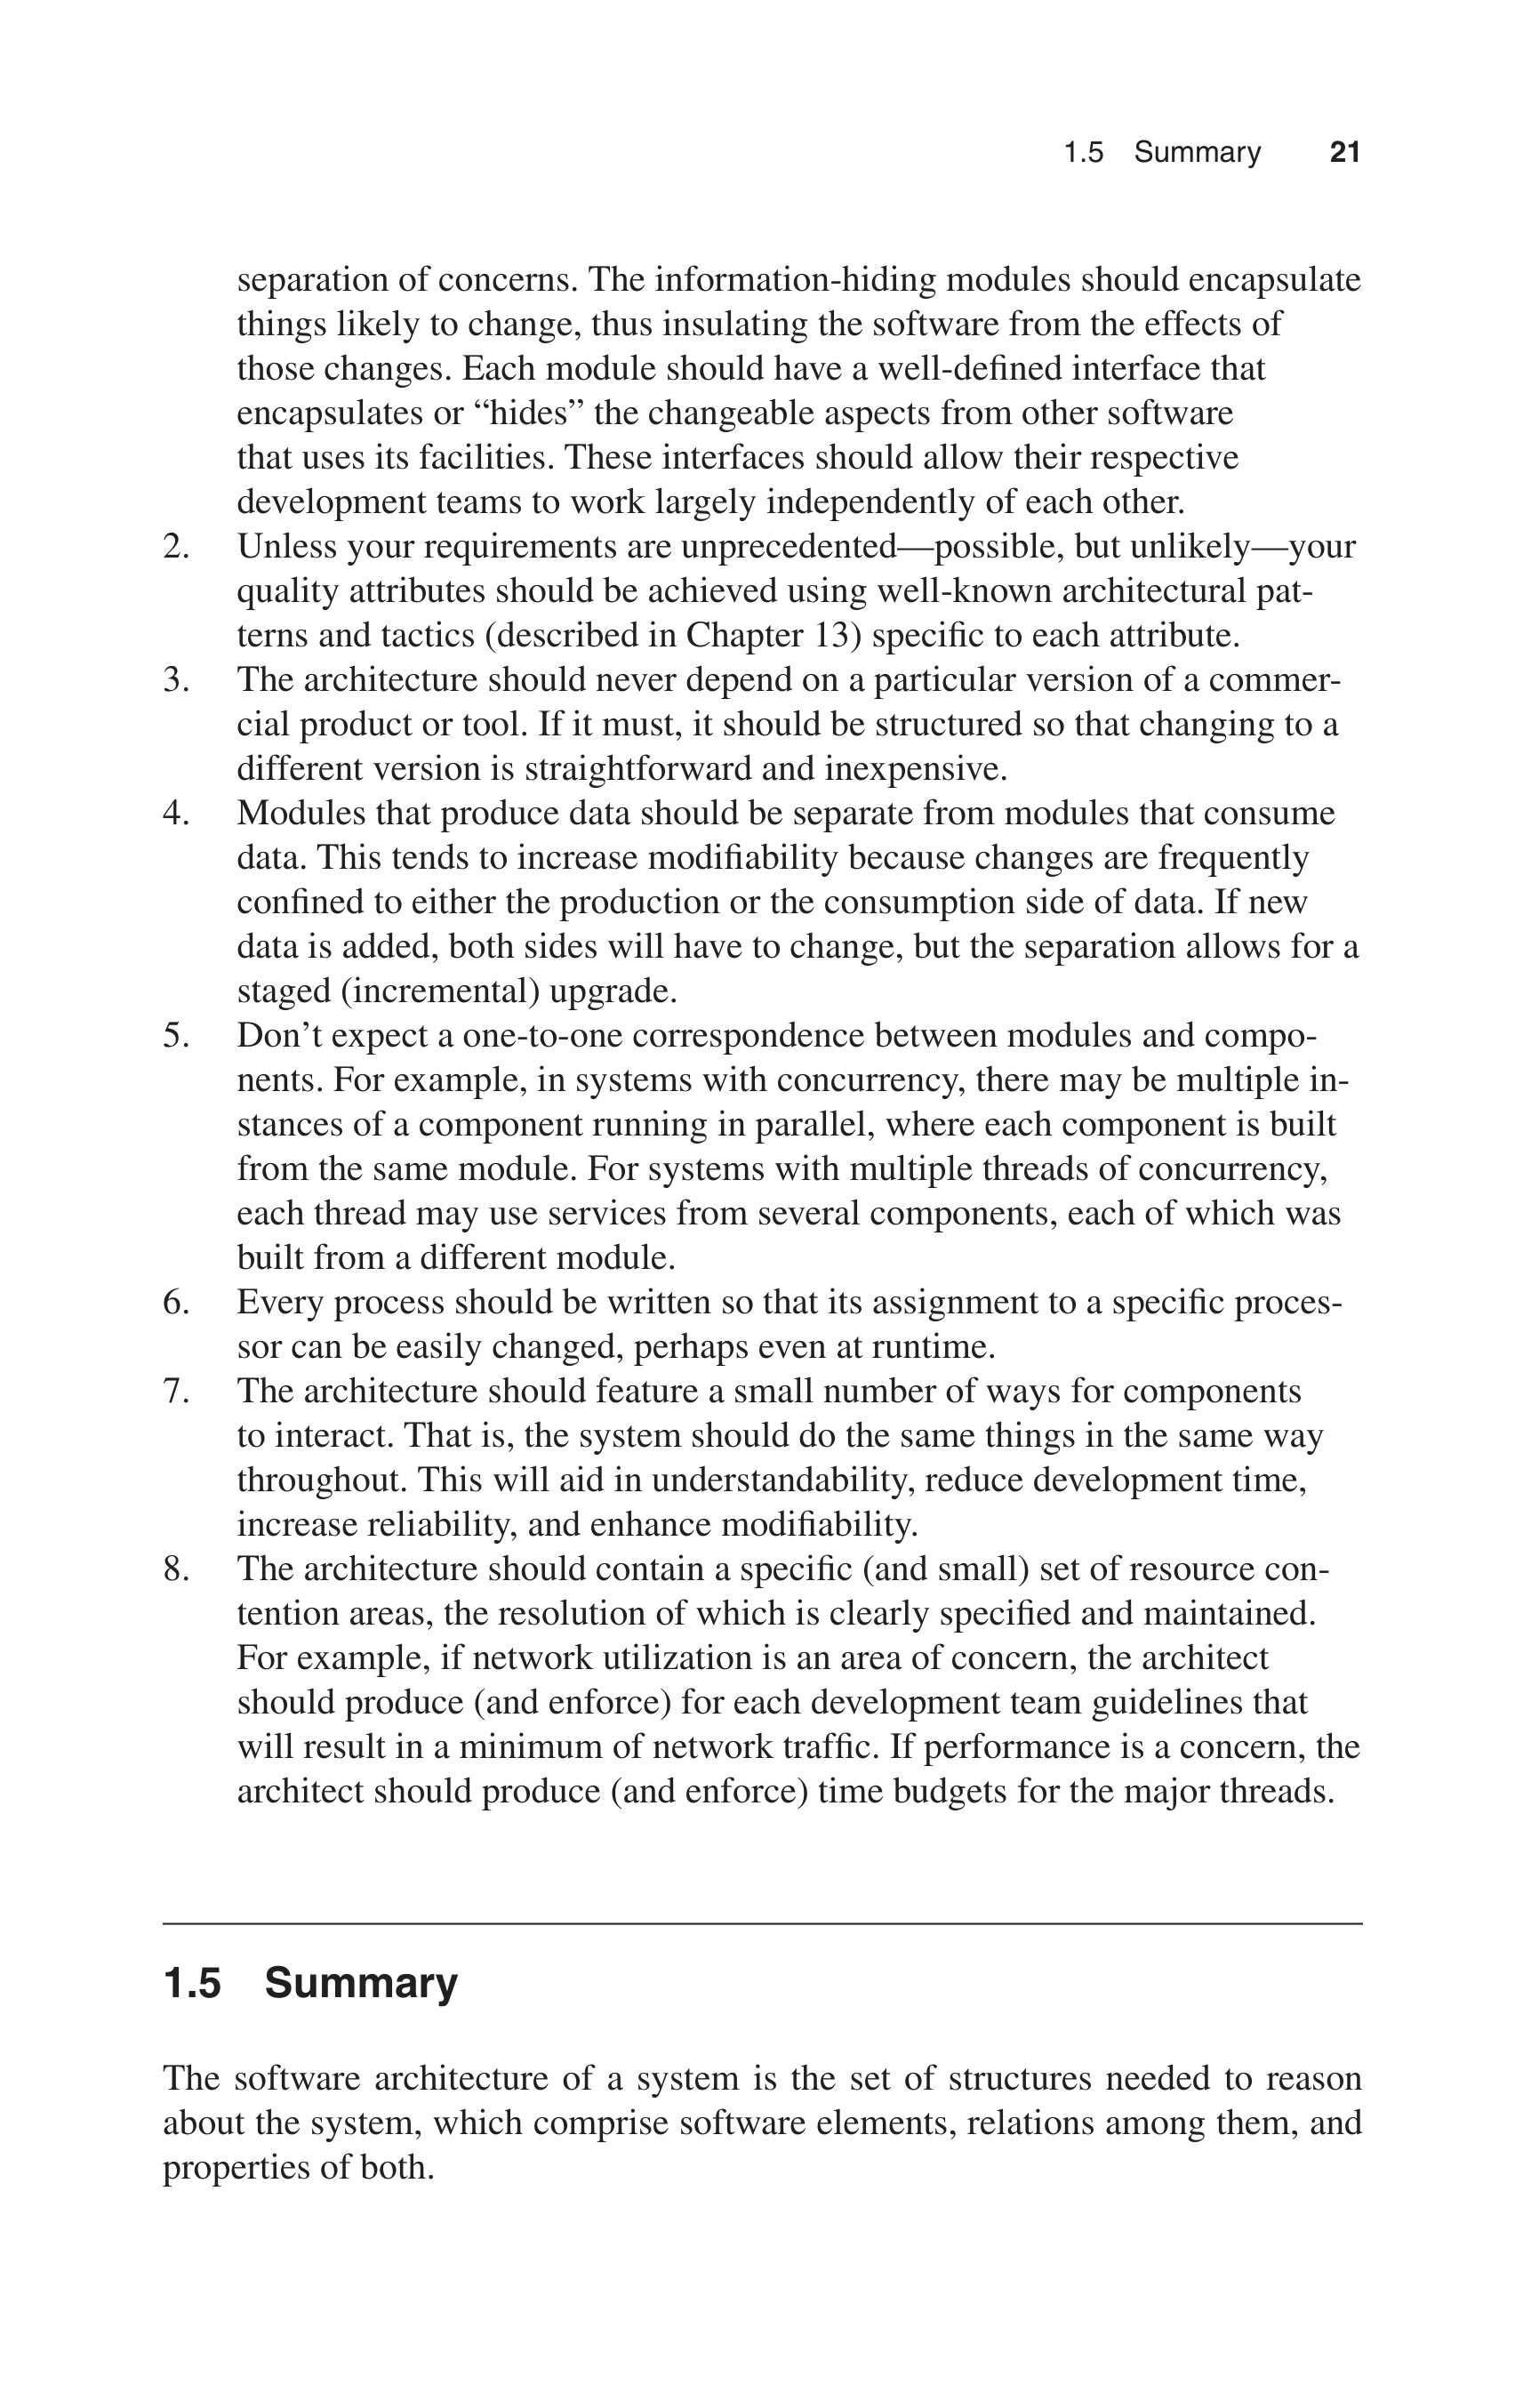 1.5 Summary 21
separation of concerns. The information-hiding modules should encapsulate
things likely to change, thus insulating the software from the effects of
those changes. Each module should have a well-defined interface that
encapsulates or “hides” the changeable aspects from other software
that uses its facilities. These interfaces should allow their respective
development teams to work largely independently of each other.
2. Unless your requirements are unprecedented—possible, but unlikely—your
quality attributes should be achieved using well-known architectural pat-
terns and tactics (described in Chapter 13) specific to each attribute.
3. The architecture should never depend on a particular version of a commer-
cial product or tool. If it must, it should be structured so that changing to a
different version is straightforward and inexpensive.
4. Modules that produce data should be separate from modules that consume
data. This tends to increase modifiability because changes are frequently
confined to either the production or the consumption side of data. If new
data is added, both sides will have to change, but the separation allows for a
staged (incremental) upgrade.
5. Don’t expect a one-to-one correspondence between modules and compo-
nents. For example, in systems with concurrency, there may be multiple in-
stances of a component running in parallel, where each component is built
from the same module. For systems with multiple threads of concurrency,
each thread may use services from several components, each of which was
built from a different module.
6. Every process should be written so that its assignment to a specific proces-
sor can be easily changed, perhaps even at runtime.
7. The architecture should feature a small number of ways for components
to interact. That is, the system should do the same things in the same way
throughout. This will aid in understandability, reduce development time,
increase reliability, and enhance modifiability.
8. The architecture should contain a specific (and small) set of resource con-
tention areas, the resolution of which is clearly specified and maintained.
For example, if network utilization is an area of concern, the architect
should produce (and enforce) for each development team guidelines that
will result in a minimum of network traffic. If performance is a concern, the
architect should produce (and enforce) time budgets for the major threads.
1.5 Summary
The software architecture of a system is the set of structures needed to reason
about the system, which comprise software elements, relations among them, and
properties of both.